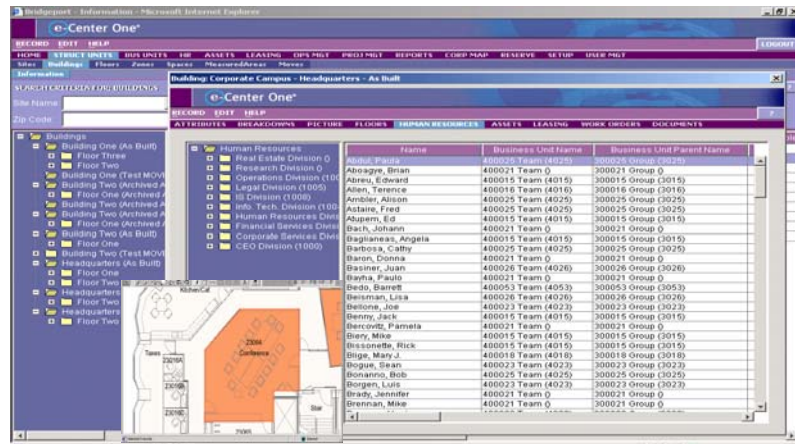 Bridgeport - Information - Microsoft Internet Explorer
e-Center One
RECORD EDIT HELP
LOGOUT
HOME STRUCT UNITS BUS UNITS HR ASSETS LEASING OPS MGT PROJ MGT REPORTS CORP MAP RESERVE SETUP USER MGT
Sites Buildings Floors Zones Spaces MeasuredAreas Moves
Information
SEARCH CRITERIA FOR: BUILDINGS
Site Name:
Zip Code:
Buildings
Building One (As Built)
Floor Three
Floor Two
Building One (Test MOVE
Building Two (Archived A
Floor One (Archived A
Building Two (Archived A
Building Two (Archived A
Floor One (Archived A
Building Two (As Built)
Floor One
Building Two (Test MOVE
Headquarters (As Built)
Floor One
Floor Two
Headquarters
Floor Two
Headquarters
Floor Two
Building: Corporate Campus - Headquarters - As Built
e-Center One
RECORD EDIT HELP
ATTRIBUTES BREAKDOWNS PICTURE FLOORS HUMAN RESOURCES ASSETS LEASING WORK ORDERS DOCUMENTS
Human Resources
Real Estate Division ()
Research Division ()
Operations Division (100
Legal Division (1005)
IS Division (1008)
Info. Tech. Division (100
Human Resources Divis
Financial Services Divis
Corporate Services Divi
CEO Division (1000)
Name Business Unit Name Business Unit Parent Name
Abdul, Paula 400025 Team (4025) 300025 Group (3025)
Aboagye, Brian 400021 Team () 300021 Group ()
Abreu, Edward 400015 Team (4015) 300015 Group (3015)
Allen, Terence 400016 Team (4016) 300016 Group (3016)
Ambler, Alison 400025 Team (4025) 300025 Group (3025)
Astaire, Fred 400025 Team (4025) 300025 Group (3025)
Atupem, Ed 400015 Team (4015) 300015 Group (3015)
Bach, Johann 400021 Team () 300021 Group ()
Baglianeas, Angela 400015 Team (4015) 300015 Group (3015)
Barbosa, Cathy 400025 Team (4025) 300025 Group (3025)
Baron, Donna 400021 Team () 300021 Group ()
Basiner, Juan 400026 Team (4026) 300026 Group (3026)
Bayha, Paulo 400021 Team () 300021 Group ()
Bedo, Barrett 400053 Team (4053) 300053 Group (3053)
Beisman, Lisa 400026 Team (4026) 300026 Group (3026)
Bellone, Joe 400023 Team (4023) 300023 Group (3023)
Benny, Jack 400015 Team (4015) 300015 Group (3015)
Bercovitz, Pamela 400021 Team () 300021 Group ()
Biery, Mike 400015 Team (4015) 300015 Group (3015)
Bissonette, Rick 400015 Team (4015) 300015 Group (3015)
Blige, Mary J. 400018 Team (4018) 300018 Group (3018)
Bogue, Sean 400023 Team (4023) 300023 Group (3023)
Bonanno, Bob 400025 Team (4025) 300025 Group (3025)
Borgen, Luis 400023 Team (4023) 300023 Group (3023)
Brady, Jennifer 400021 Team () 300021 Group ()
Brennan, Mike 400021 Team () 300021 Group ()
Kitchen/Caf
Z3018A
Conference
Z3016A
Z3016B
Z3016C
Stair